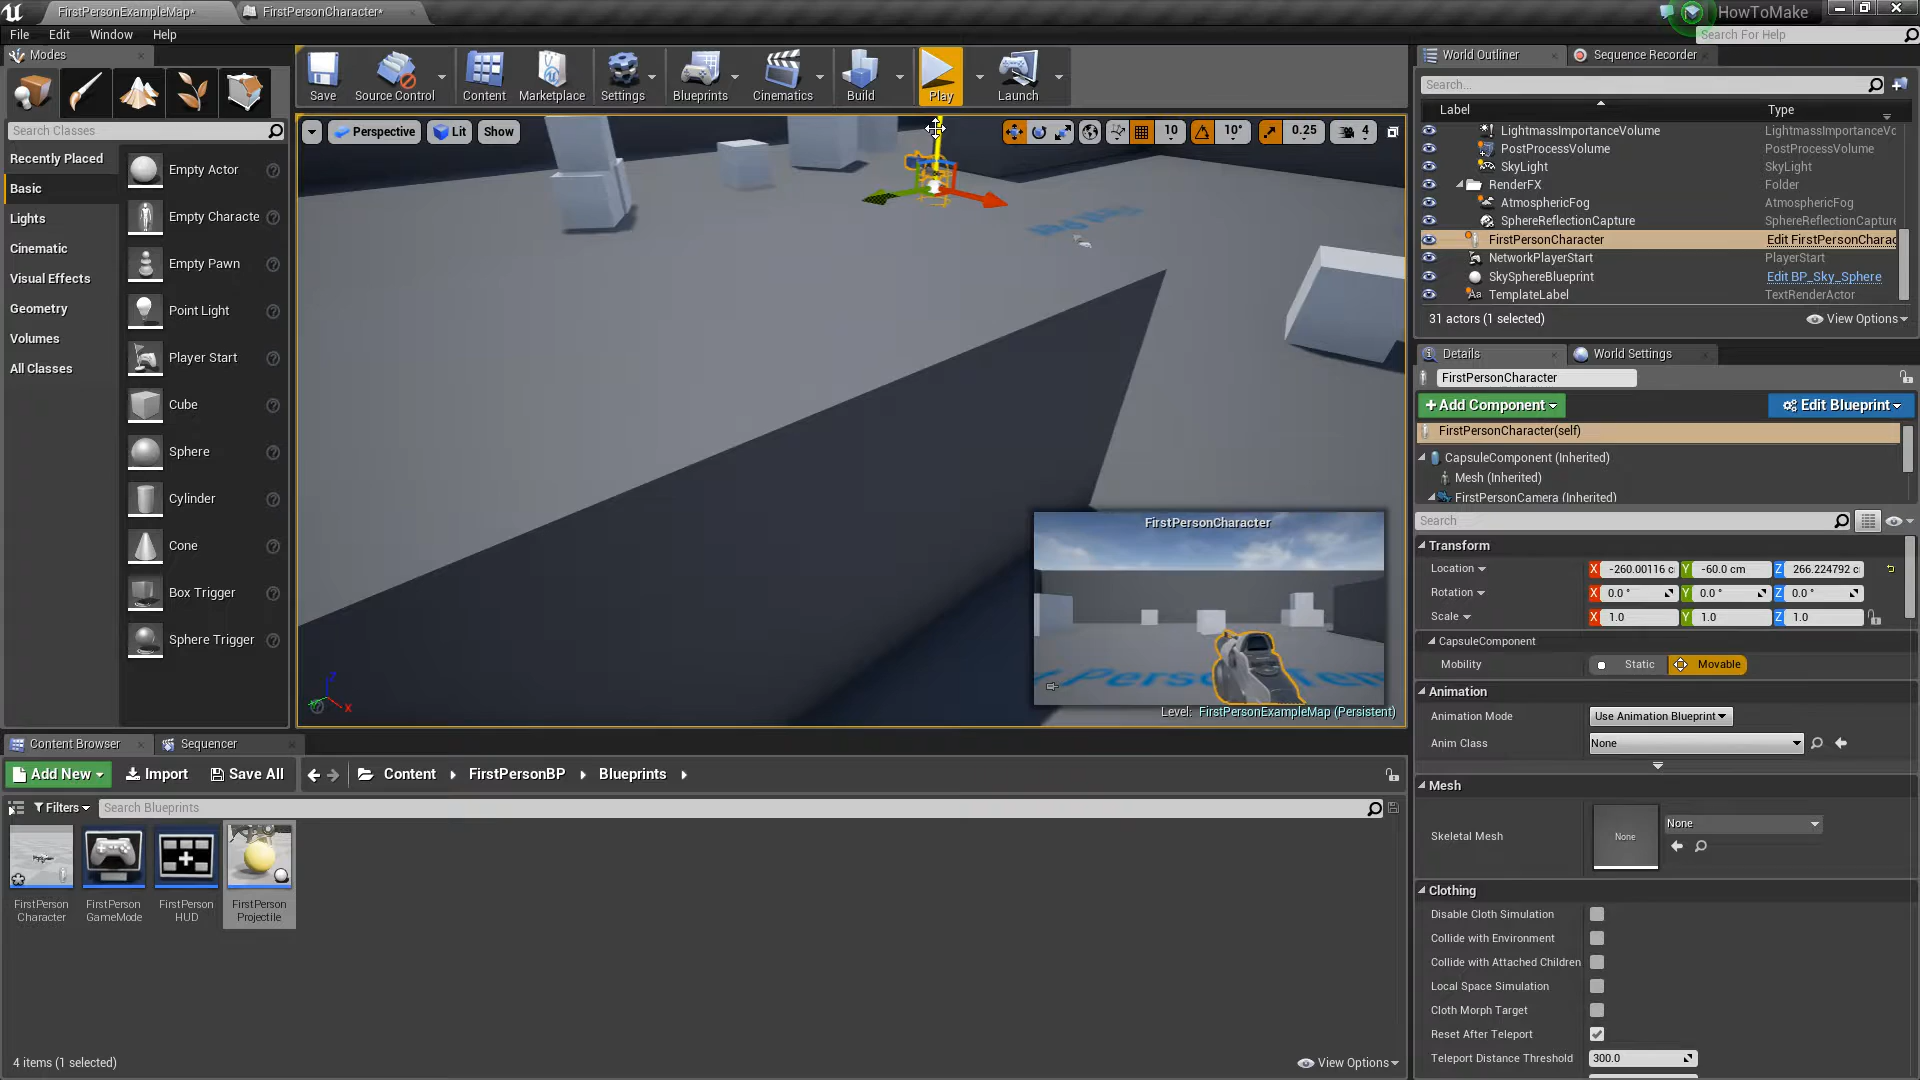 FirstPersonExampleMap*
FirstPersonCharacter*
HowToMake
File Edit Window Help
Search For Help
Modes
Save
Source Control
Content
Marketplace
Settings
Blueprints
Cinematics
Build
Play
Launch
World Outliner
Sequence Recorder
Search...
Label
Type
LightmassImportanceVolume LightmassImportanceVc
PostProcessVolume PostProcessVolume
SkyLight SkyLight
RenderFX Folder
AtmosphericFog AtmosphericFog
SphereReflectionCapture SphereReflectionCapture
FirstPersonCharacter Edit FirstPersonCharac
NetworkPlayerStart PlayerStart
SkySphereBlueprint Edit BP_Sky_Sphere
TemplateLabel TextRenderActor
31 actors (1 selected)
View Options
Search Classes
Recently Placed
Basic
Lights
Cinematic
Visual Effects
Geometry
Volumes
All Classes
Empty Actor
Empty Characte
Empty Pawn
Point Light
Player Start
Cube
Sphere
Cylinder
Cone
Box Trigger
Sphere Trigger
Perspective
Lit
Show
10
10°
0.25
4
FirstPersonCharacter
Level: FirstPersonExampleMap (Persistent)
Z
X
Details
World Settings
FirstPersonCharacter
+Add Component
Edit Blueprint
FirstPersonCharacter(self)
CapsuleComponent (Inherited)
Mesh (Inherited)
FirstPersonCamera (Inherited)
Search
Transform
Location X -260.00116 c Y -60.0 cm Z 266.224792 c
Rotation X 0.0 ° Y 0.0 ° Z 0.0 °
Scale X 1.0 Y 1.0 Z 1.0
CapsuleComponent
Mobility Static Movable
Animation
Animation Mode Use Animation Blueprint
Anim Class None
Mesh
Skeletal Mesh None None
Clothing
Disable Cloth Simulation
Collide with Environment
Collide with Attached Children
Local Space Simulation
Cloth Morph Target
Reset After Teleport
Teleport Distance Threshold 300.0
Content Browser
Sequencer
Add New
Import
Save All
Content
FirstPersonBP
Blueprints
Filters
Search Blueprints
FirstPerson
Character
FirstPerson
GameMode
FirstPerson
HUD
FirstPerson
Projectile
4 items (1 selected)
View Options